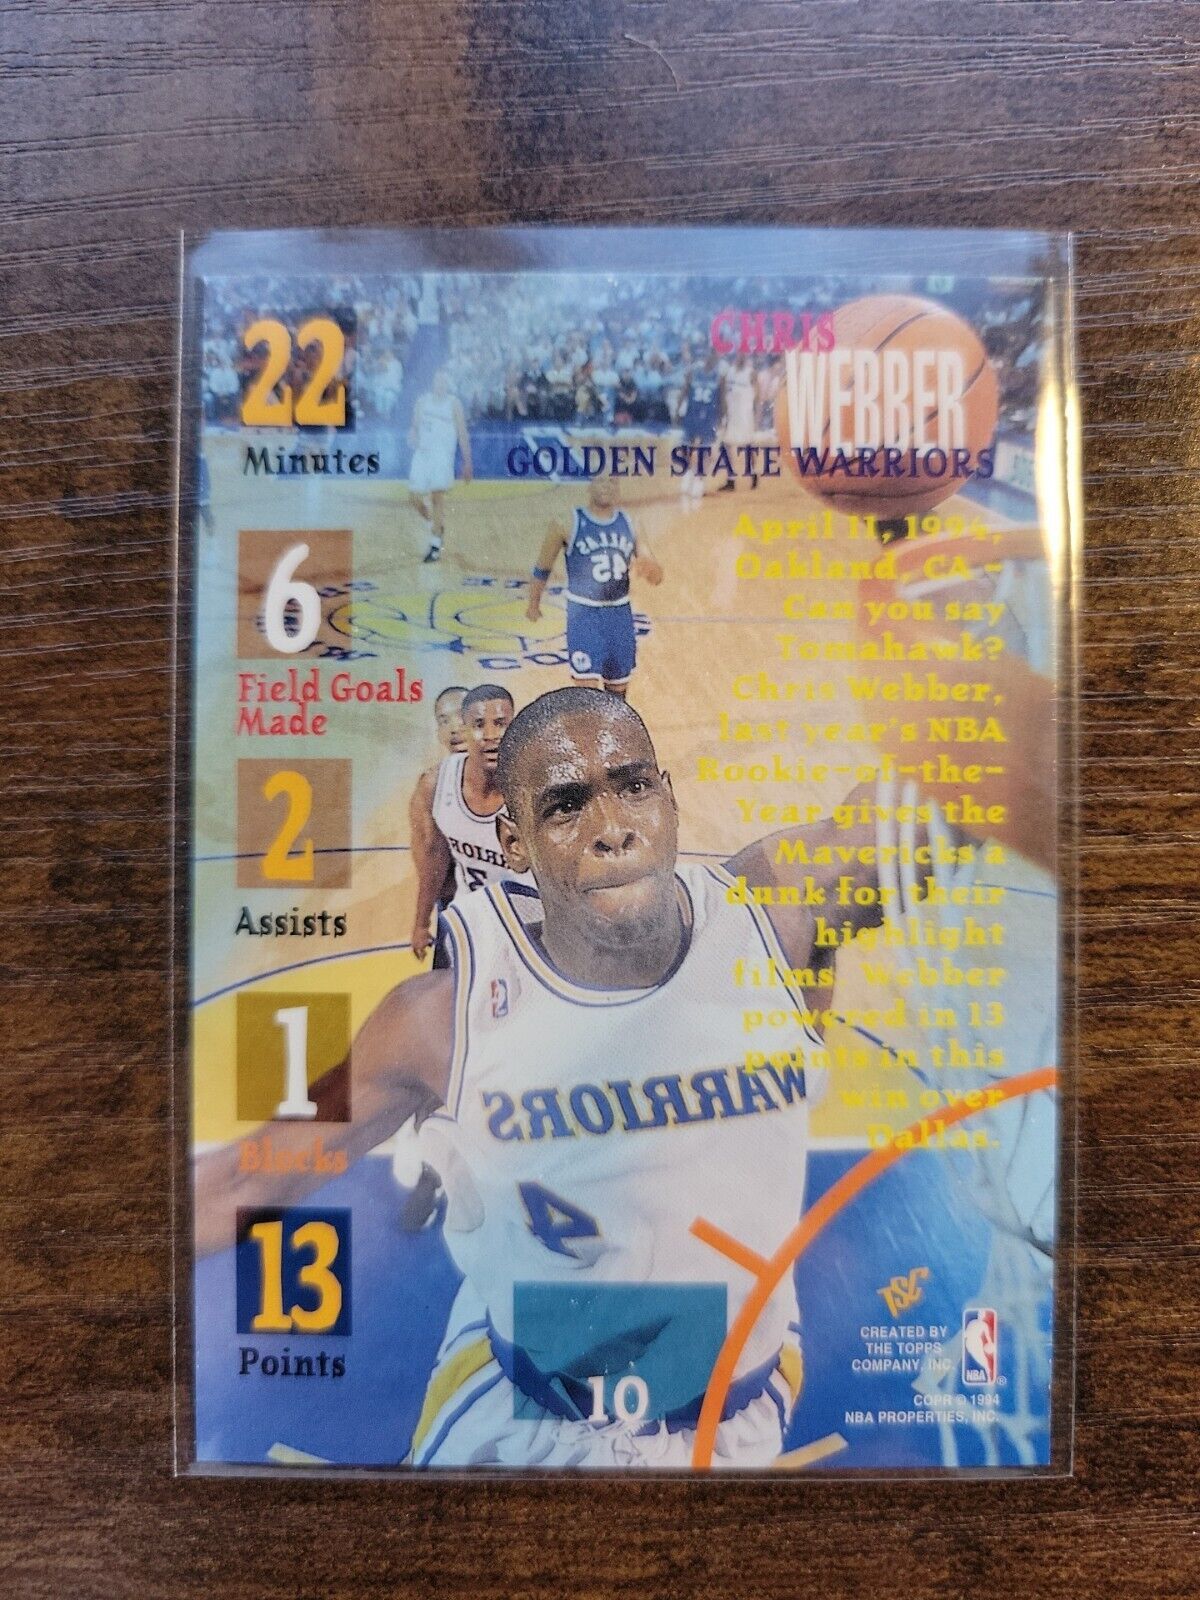 22
Minutes
6
Field Goals
Made
2
Assists
1
Blocks
13
Points
CHRIS
WEBBER
GOLDEN STATE WARRIORS
April 11, 1994,
Oakland, CA –
Can you say
Tomahawk?
Chris Webber,
last year's NBA
Rookie-of-the-
Year gives the
Mavericks a
dunk for their
highlight
films. Webber
powered in 13
points in this
win over
Dallas.
DALLAS
45
WARRIORS
4
10
TSC
CREATED BY
THE TOPPS
COMPANY, INC.
NBA
®
COPR © 1994
NBA PROPERTIES, INC.